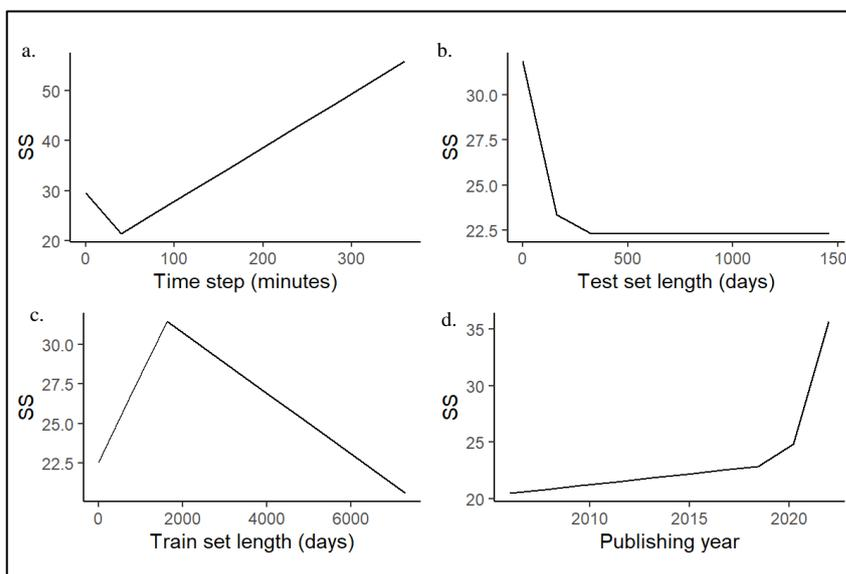 a.
SS
50
40
30
20
0
100
200
300
Time step (minutes)
b.
SS
30.0
27.5
25.0
22.5
0
500
1000
150
Test set length (days)
c.
SS
30.0
27.5
25.0
22.5
0
2000
4000
6000
Train set length (days)
d.
SS
35
30
25
20
2010
2015
2020
Publishing year